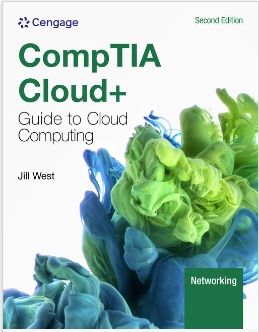 Cengage
Second Edition
CompTIA
Cloud+
Guide to Cloud
Computing
Jill West
Networking